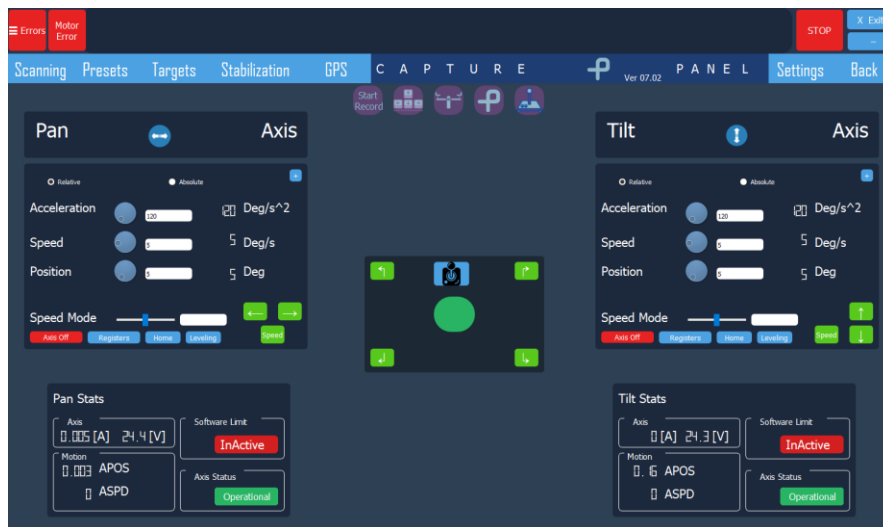 Errors
Motor
Error
STOP
X Exit
Scanning Presets Targets Stabilization GPS C A P T U R E Ver 07.02 P A N E L Settings Back
Start
Record
Pan Axis
Relative Absolute +
Acceleration 120 120 Deg/s^2
Speed 5 5 Deg/s
Position 5 5 Deg
Speed Mode
Axis Off Registers Home Leveling Speed
Pan Stats
Axis
0.005 [A] 24.4 [V]
Software Limit
InActive
Motion
0.003 APOS
0 ASPD
Axis Status
Operational
Tilt Axis
Relative Absolute +
Acceleration 120 120 Deg/s^2
Speed 5 5 Deg/s
Position 5 5 Deg
Speed Mode
Axis Off Registers Home Leveling Speed
Tilt Stats
Axis
0 [A] 24.3 [V]
Software Limit
InActive
Motion
0.16 APOS
0 ASPD
Axis Status
Operational